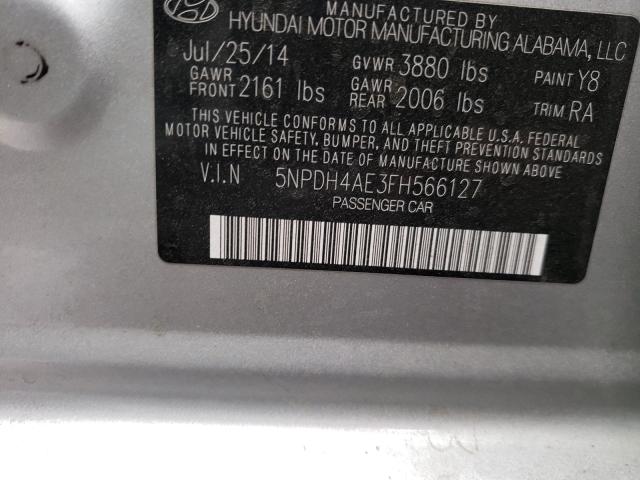 MANUFACTURED BY
HYUNDAI MOTOR MANUFACTURING ALABAMA, LLC
Jul/25/14 GVWR 3880 lbs PAINT Y8
GAWR FRONT 2161 lbs GAWR REAR 2006 lbs TRIM RA
THIS VEHICLE CONFORMS TO ALL APPLICABLE U.S.A. FEDERAL
MOTOR VEHICLE SAFETY, BUMPER, AND THEFT PREVENTION STANDARDS
IN EFFECT ON THE DATE OF MANUFACTURE SHOWN ABOVE
V.I.N 5NPDH4AE3FH566127
PASSENGER CAR